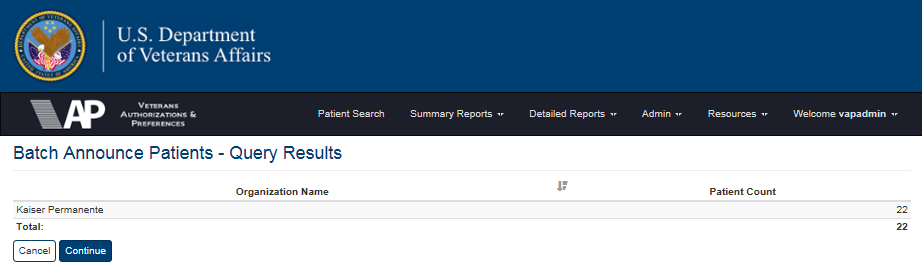 U.S. Department
of Veterans Affairs
VAP
VETERANS
AUTHORIZATIONS &
PREFERENCES
Patient Search Summary Reports Detailed Reports Admin Resources Welcome vapadmin
Batch Announce Patients - Query Results
Organization Name Patient Count
Kaiser Permanente 22
Total: 22
Cancel Continue